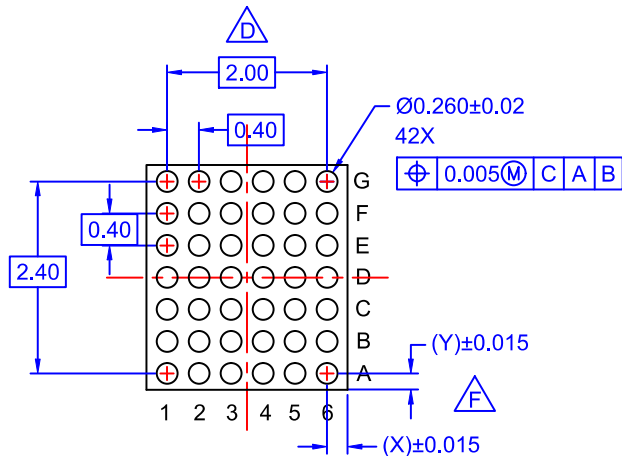 D
2.00
Ø0.260±0.02
0.40
42X
⌖ 0.005Ⓜ C A B
G
F
0.40
E
2.40
D
C
B
(Y)±0.015
A
F
1 2 3 4 5 6
(X)±0.015